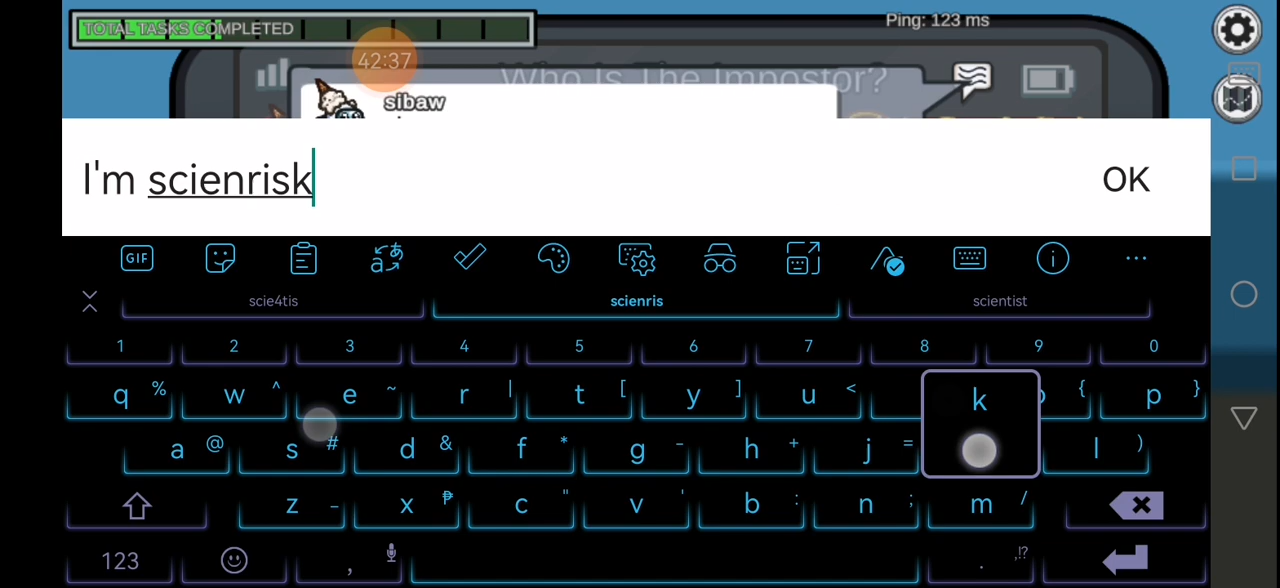 TOTAL TASKS COMPLETED
Ping: 123 ms
42:37
Who Is The Impostor?
sibaw
I'm scienrisk
OK
GIF
scie4tis scienris scientist
1 2 3 4 5 6 7 8 9 0
q % w ^ e ~ r | t [ y ] u < k { p }
a @ s # d & f * g - h + j = l )
z _ x ₱ c " v ' b : n ; m /
123 , . ,!?